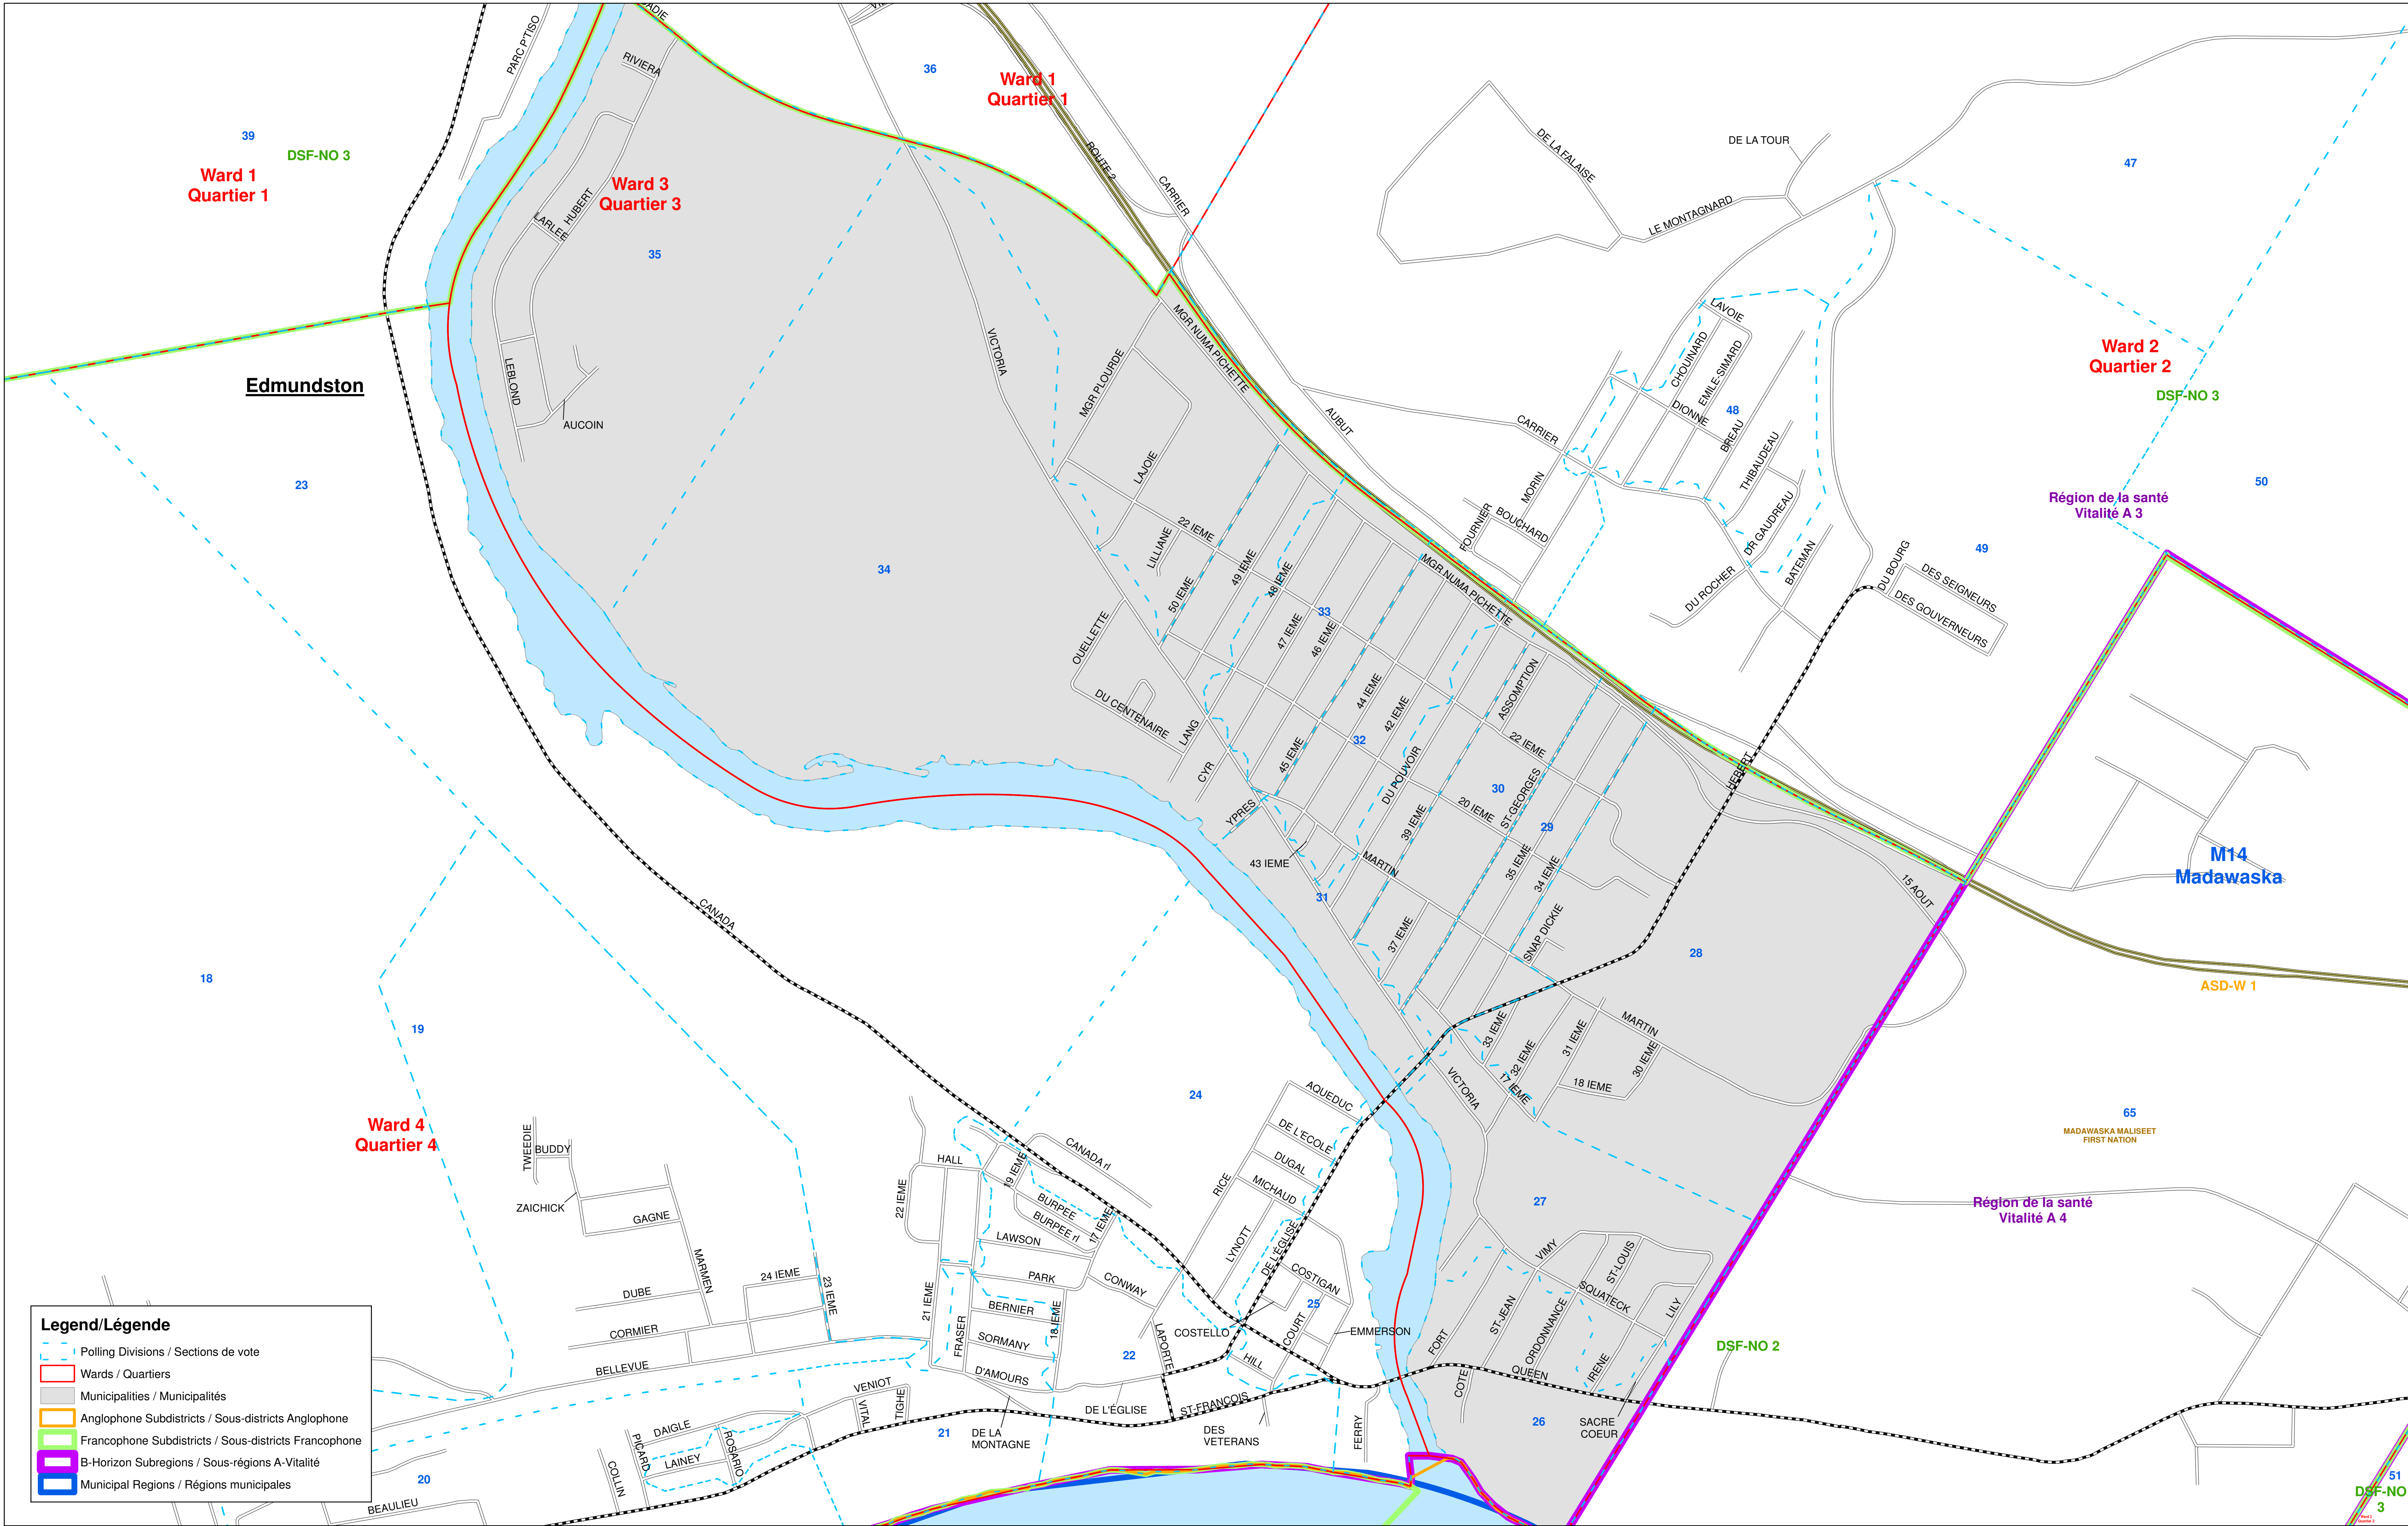 PARC P'TISO
RIVIERA
36
Ward 1
Quartier 1
39
DSF-NO 3
Ward 1
Quartier 1
Ward 3
Quartier 3
HUBERT
LARLEE
35
ROUTE 2
CARRIER
DE LA FALAISE
DE LA TOUR
LE MONTAGNARD
47
Edmundston
LEBLOND
AUCOIN
VICTORIA
MGR NUMA PICHETTE
MGR PLOURDE
LAJOIE
AUBUT
CARRIER
LAVOIE
CHOUINARD
EMILE-SIMARD
DIONNE
48
BREAU
THIBAUDEAU
DR GAUDREAU
BATEMAN
DU ROCHER
MORIN
FOURNIER
BOUCHARD
Ward 2
Quartier 2
DSF-NO 3
50
Région de la santé
Vitalité A 3
49
DU BOURG
DES SEIGNEURS
DES GOUVERNEURS
23
34
22 IEME
LILLIANE
50 IEME
49 IEME
48 IEME
33
47 IEME
46 IEME
MGR NUMA PICHETTE
OUELLETTE
DU CENTENAIRE
LANG
CYR
YPRES
45 IEME
44 IEME
42 IEME
32
DU POUVOIR
ASSOMPTION
22 IEME
30
20 IEME
ST-GEORGES
39 IEME
29
35 IEME
34 IEME
43 IEME
MARTIN
31
37 IEME
SNAP DICKIE
HEBERT
15 AOUT
28
M14
Madawaska
ASD-W 1
18
19
CANADA
24
33 IEME
32 IEME
31 IEME
MARTIN
30 IEME
18 IEME
17 IEME
VICTORIA
65
MADAWASKA MALISEET
FIRST NATION
Région de la santé
Vitalité A 4
Ward 4
Quartier 4
TWEEDIE
BUDDY
ZAICHICK
GAGNE
MARMEN
DUBE
24 IEME
23 IEME
CORMIER
BELLEVUE
HALL
22 IEME
19 IEME
CANADA rl
BURPEE
BURPEE rl
17 IEME
LAWSON
PARK
BERNIER
SORMANY
18 IEME
21 IEME
FRASER
D'AMOURS
CONWAY
LAPORTE
22
AQUEDUC
DE L'ECOLE
DUGAL
MICHAUD
RICE
LYNOTT
DE L'ÉGLISE
COSTIGAN
25
COSTELLO
COURT
EMMERSON
HILL
27
VIMY
ST-LOUIS
SQUATECK
LILY
ST-JEAN
ORDONNANCE
FORT
COTE
QUEEN
IRENE
SACRE
COEUR
26
DSF-NO 2
VENIOT
VITAL
TIGHE
DAIGLE
PICARD
LAINEY
ROSARIO
COLLIN
21
DE LA
MONTAGNE
DE L'ÉGLISE
ST-FRANÇOIS
DES
VETERANS
FERRY
20
BEAULIEU
51
DSF-NO
3
Ward 2
Quartier 2
Legend/Légende
Polling Divisions / Sections de vote
Wards / Quartiers
Municipalities / Municipalités
Anglophone Subdistricts / Sous-districts Anglophone
Francophone Subdistricts / Sous-districts Francophone
B-Horizon Subregions / Sous-régions A-Vitalité
Municipal Regions / Régions municipales